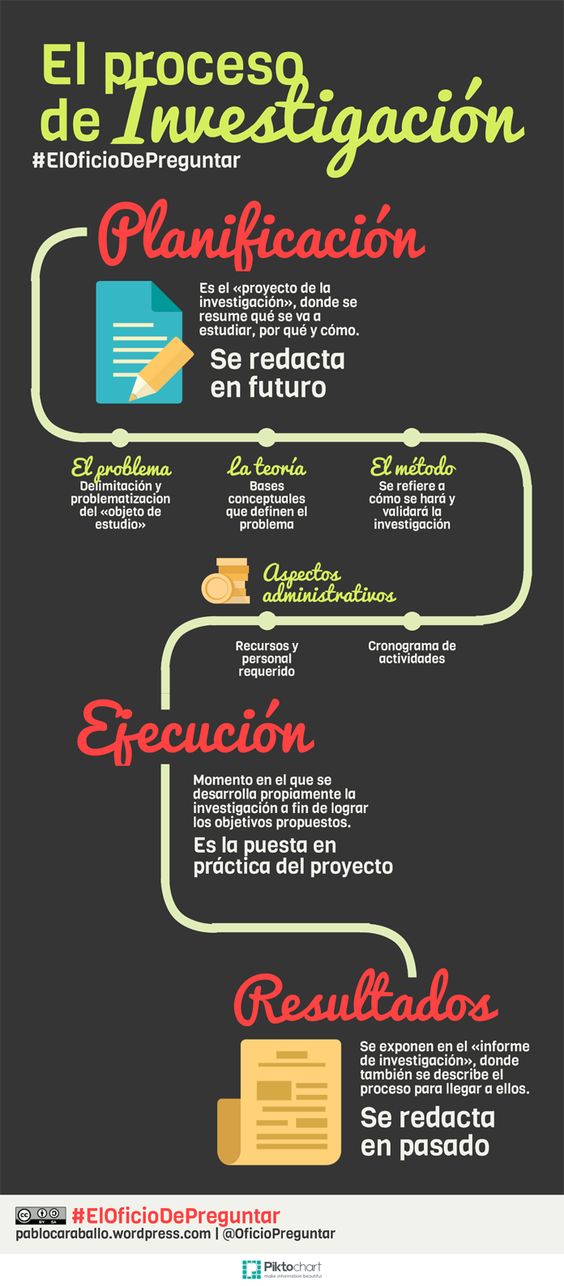 El proceso
de Investigación
#ElOficioDePreguntar
Planificación
Es el «proyecto de la
investigación», donde se
resume qué se va a
estudiar, por qué y cómo.
Se redacta
en futuro
El problema
Delimitación y
problematizacion
del «objeto de
estudio»
La teoría
Bases
conceptuales
que definen el
problema
El método
Se refiere a
cómo se hará y
validará la
investigación
Aspectos
administrativos
Recursos y
personal
requerido
Cronograma de
actividades
Ejecución
Momento en el que se
desarrolla propiamente la
investigación a fin de lograr
los objetivos propuestos.
Es la puesta en
práctica del proyecto
Resultados
Se exponen en el «informe
de investigación», donde
también se describe el
proceso para llegar a ellos.
Se redacta
en pasado
cc BY SA
#ElOficioDePreguntar
pablocaraballo.wordpress.com | @OficioPreguntar
Piktochart
make information beautiful